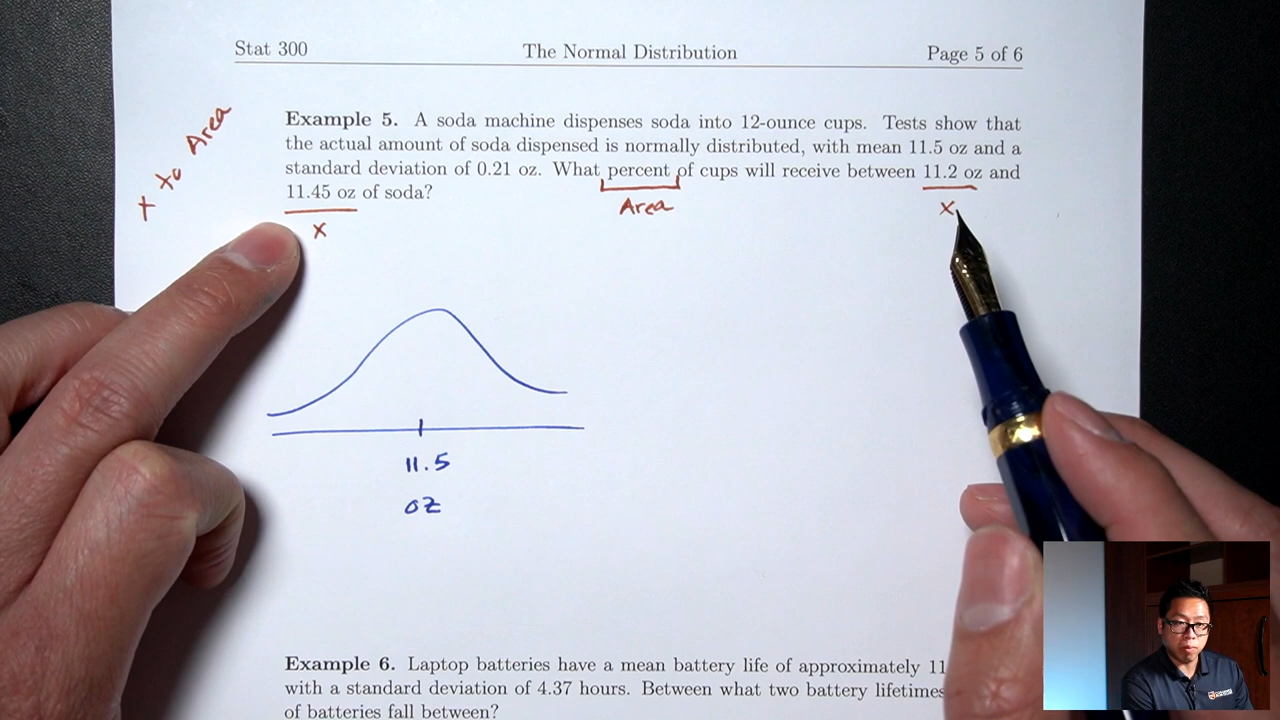 Stat 300 The Normal Distribution Page 5 of 6
x to Area
Example 5. A soda machine dispenses soda into 12-ounce cups. Tests show that
the actual amount of soda dispensed is normally distributed, with mean 11.5 oz and a
standard deviation of 0.21 oz. What percent of cups will receive between 11.2 oz and
11.45 oz of soda?
Area
x
x
11.5
oz
Example 6. Laptop batteries have a mean battery life of approximately 11
with a standard deviation of 4.37 hours. Between what two battery lifetimes
of batteries fall between?